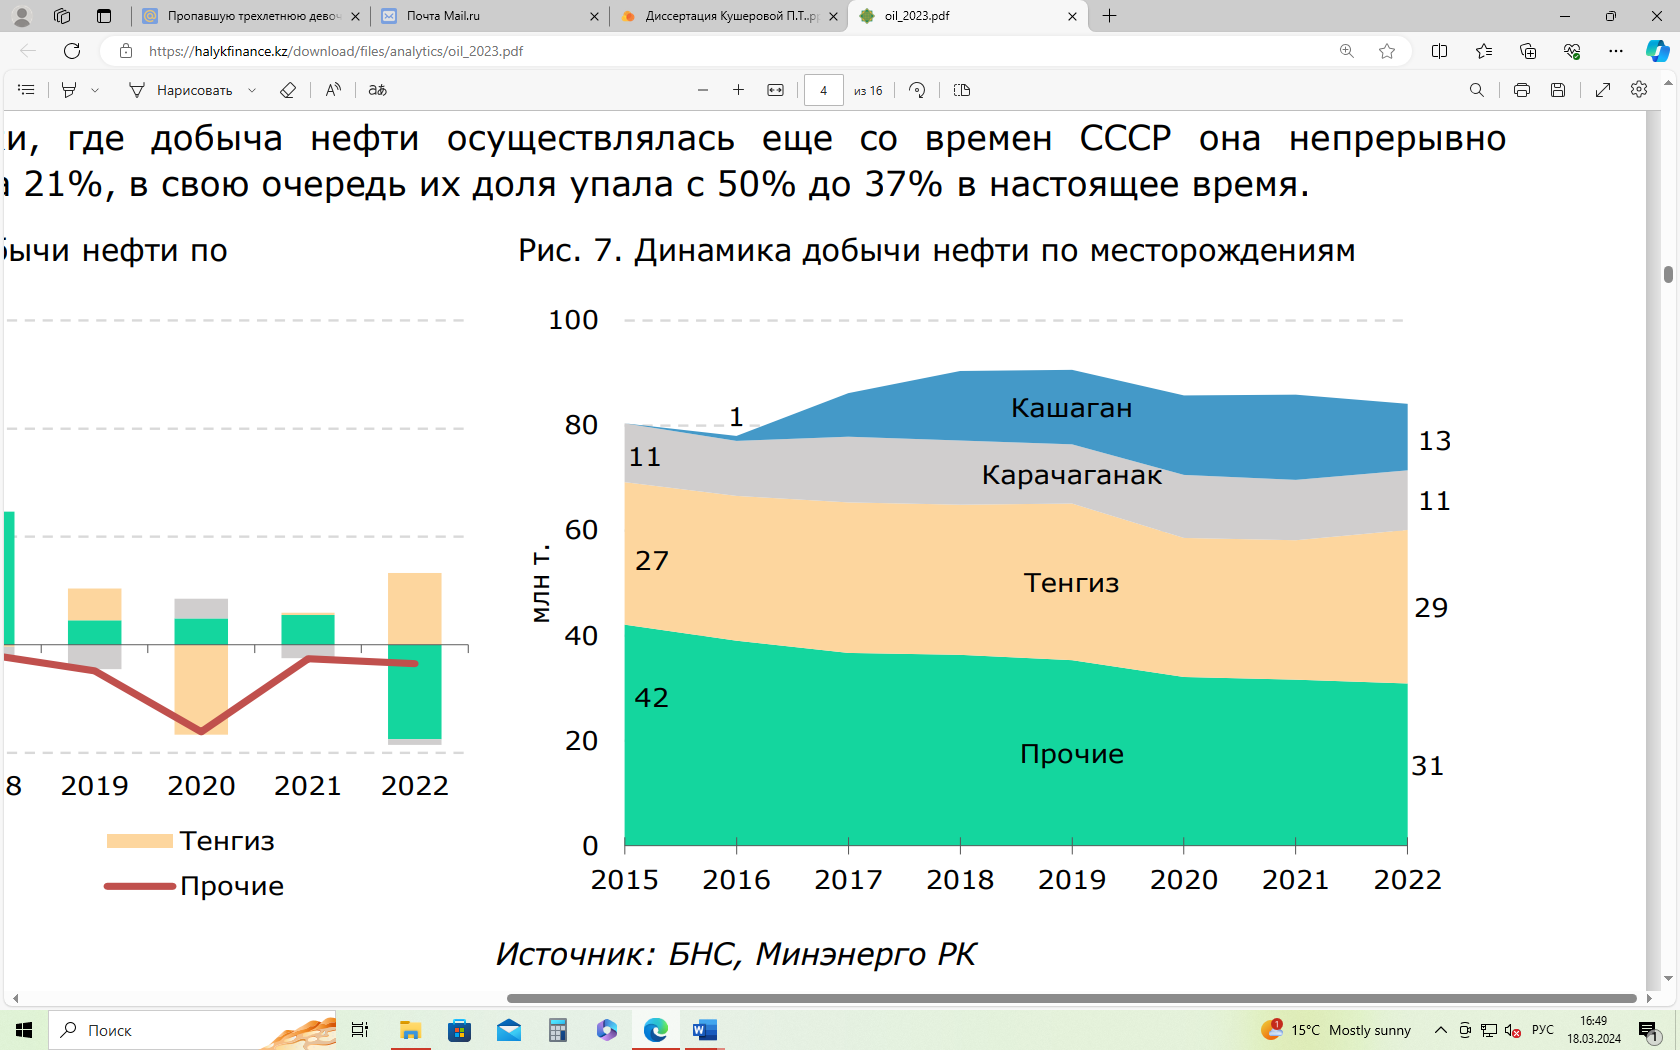 Пропавшую трехлетнюю девоч
Почта Mail.ru
Диссертация Кушеровой П.Т..рр
oil_2023.pdf
https://halykfinance.kz/download/files/analytics/oil_2023.pdf
Нарисовать
4 из 16
и, где добыча нефти осуществлялась еще со времен СССР она непрерывно
а 21%, в свою очередь их доля упала с 50% до 37% в настоящее время.
бычи нефти по
8 2019 2020 2021 2022
Тенгиз
Прочие
Рис. 7. Динамика добычи нефти по месторождениям
млн т.
100
80
60
40
20
0
1
Кашаган
13
11
Карачаганак
11
27
Тенгиз
29
42
Прочие
31
2015 2016 2017 2018 2019 2020 2021 2022
Источник: БНС, Минэнерго РК
Поиск
1
15°C Mostly sunny
РУС
16:49
18.03.2024
1